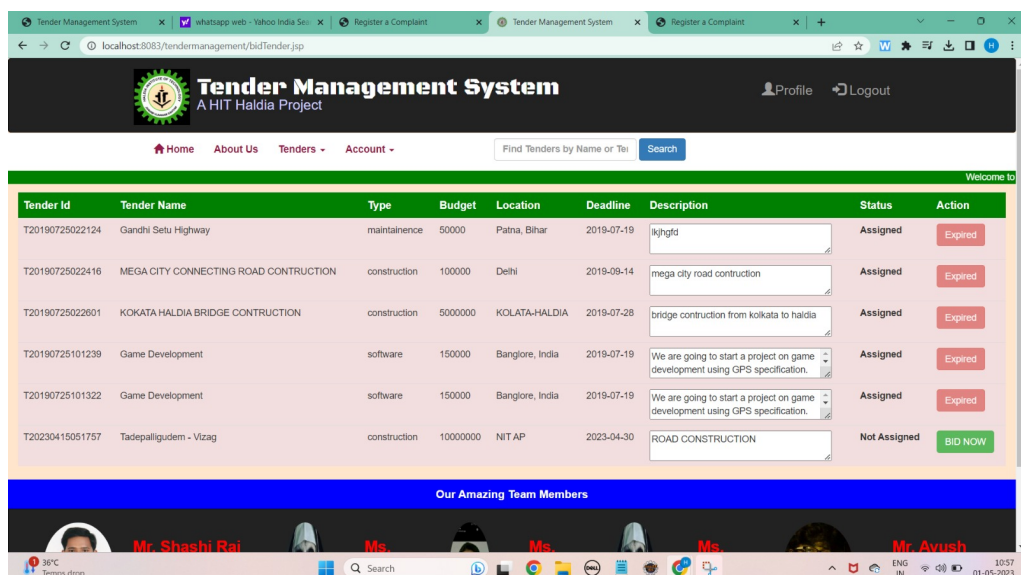 Tender Management System
whatsapp web - Yahoo India Sea
Register a Complaint
Tender Management System
Register a Complaint
localhost:8083/tendermanagement/bidTender.jsp
Tender Management System
A HIT Haldia Project
Profile Logout
Home About Us Tenders Account
Find Tenders by Name or Ten Search
Welcome to
Tender Id Tender Name Type Budget Location Deadline Description Status Action
T20190725022124 Gandhi Setu Highway maintainence 50000 Patna, Bihar 2019-07-19 lkjhgfd Assigned Expired
T20190725022416 MEGA CITY CONNECTING ROAD CONTRUCTION construction 100000 Delhi 2019-09-14 mega city road contruction Assigned Expired
T20190725022601 KOKATA HALDIA BRIDGE CONTRUCTION construction 5000000 KOLATA-HALDIA 2019-07-28 bridge contruction from kolkata to haldia Assigned Expired
T20190725101239 Game Development software 150000 Banglore, India 2019-07-19 We are going to start a project on game Assigned Expired
development using GPS specification.
T20190725101322 Game Development software 150000 Banglore, India 2019-07-19 We are going to start a project on game Assigned Expired
development using GPS specification.
T20230415051757 Tadepalligudem - Vizag construction 10000000 NIT AP 2023-04-30 ROAD CONSTRUCTION Not Assigned BID NOW
Our Amazing Team Members
Mr. Shashi Raj Ms. Ms. Ms. Mr. Ayush
36°C
Temps drop
Search
ENG
IN
10:57
01-05-2023